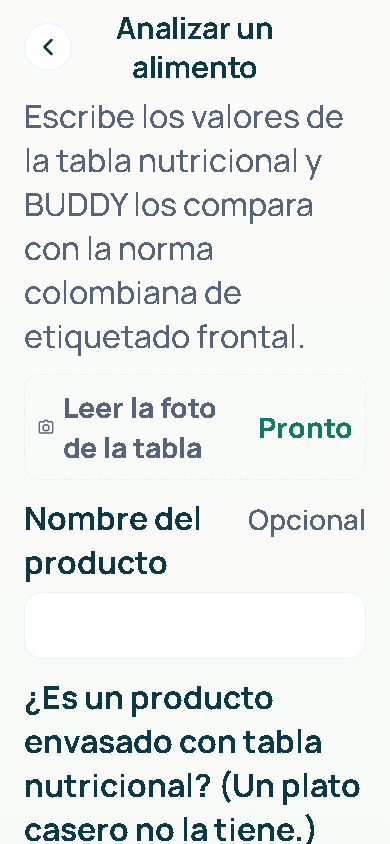 Analizar un
alimento
Escribe los valores de
la tabla nutricional y
BUDDY los compara
con la norma
colombiana de
etiquetado frontal.
Leer la foto
de la tabla
Pronto
Nombre del
producto
Opcional
¿Es un producto
envasado con tabla
nutricional? (Un plato
casero no la tiene.)